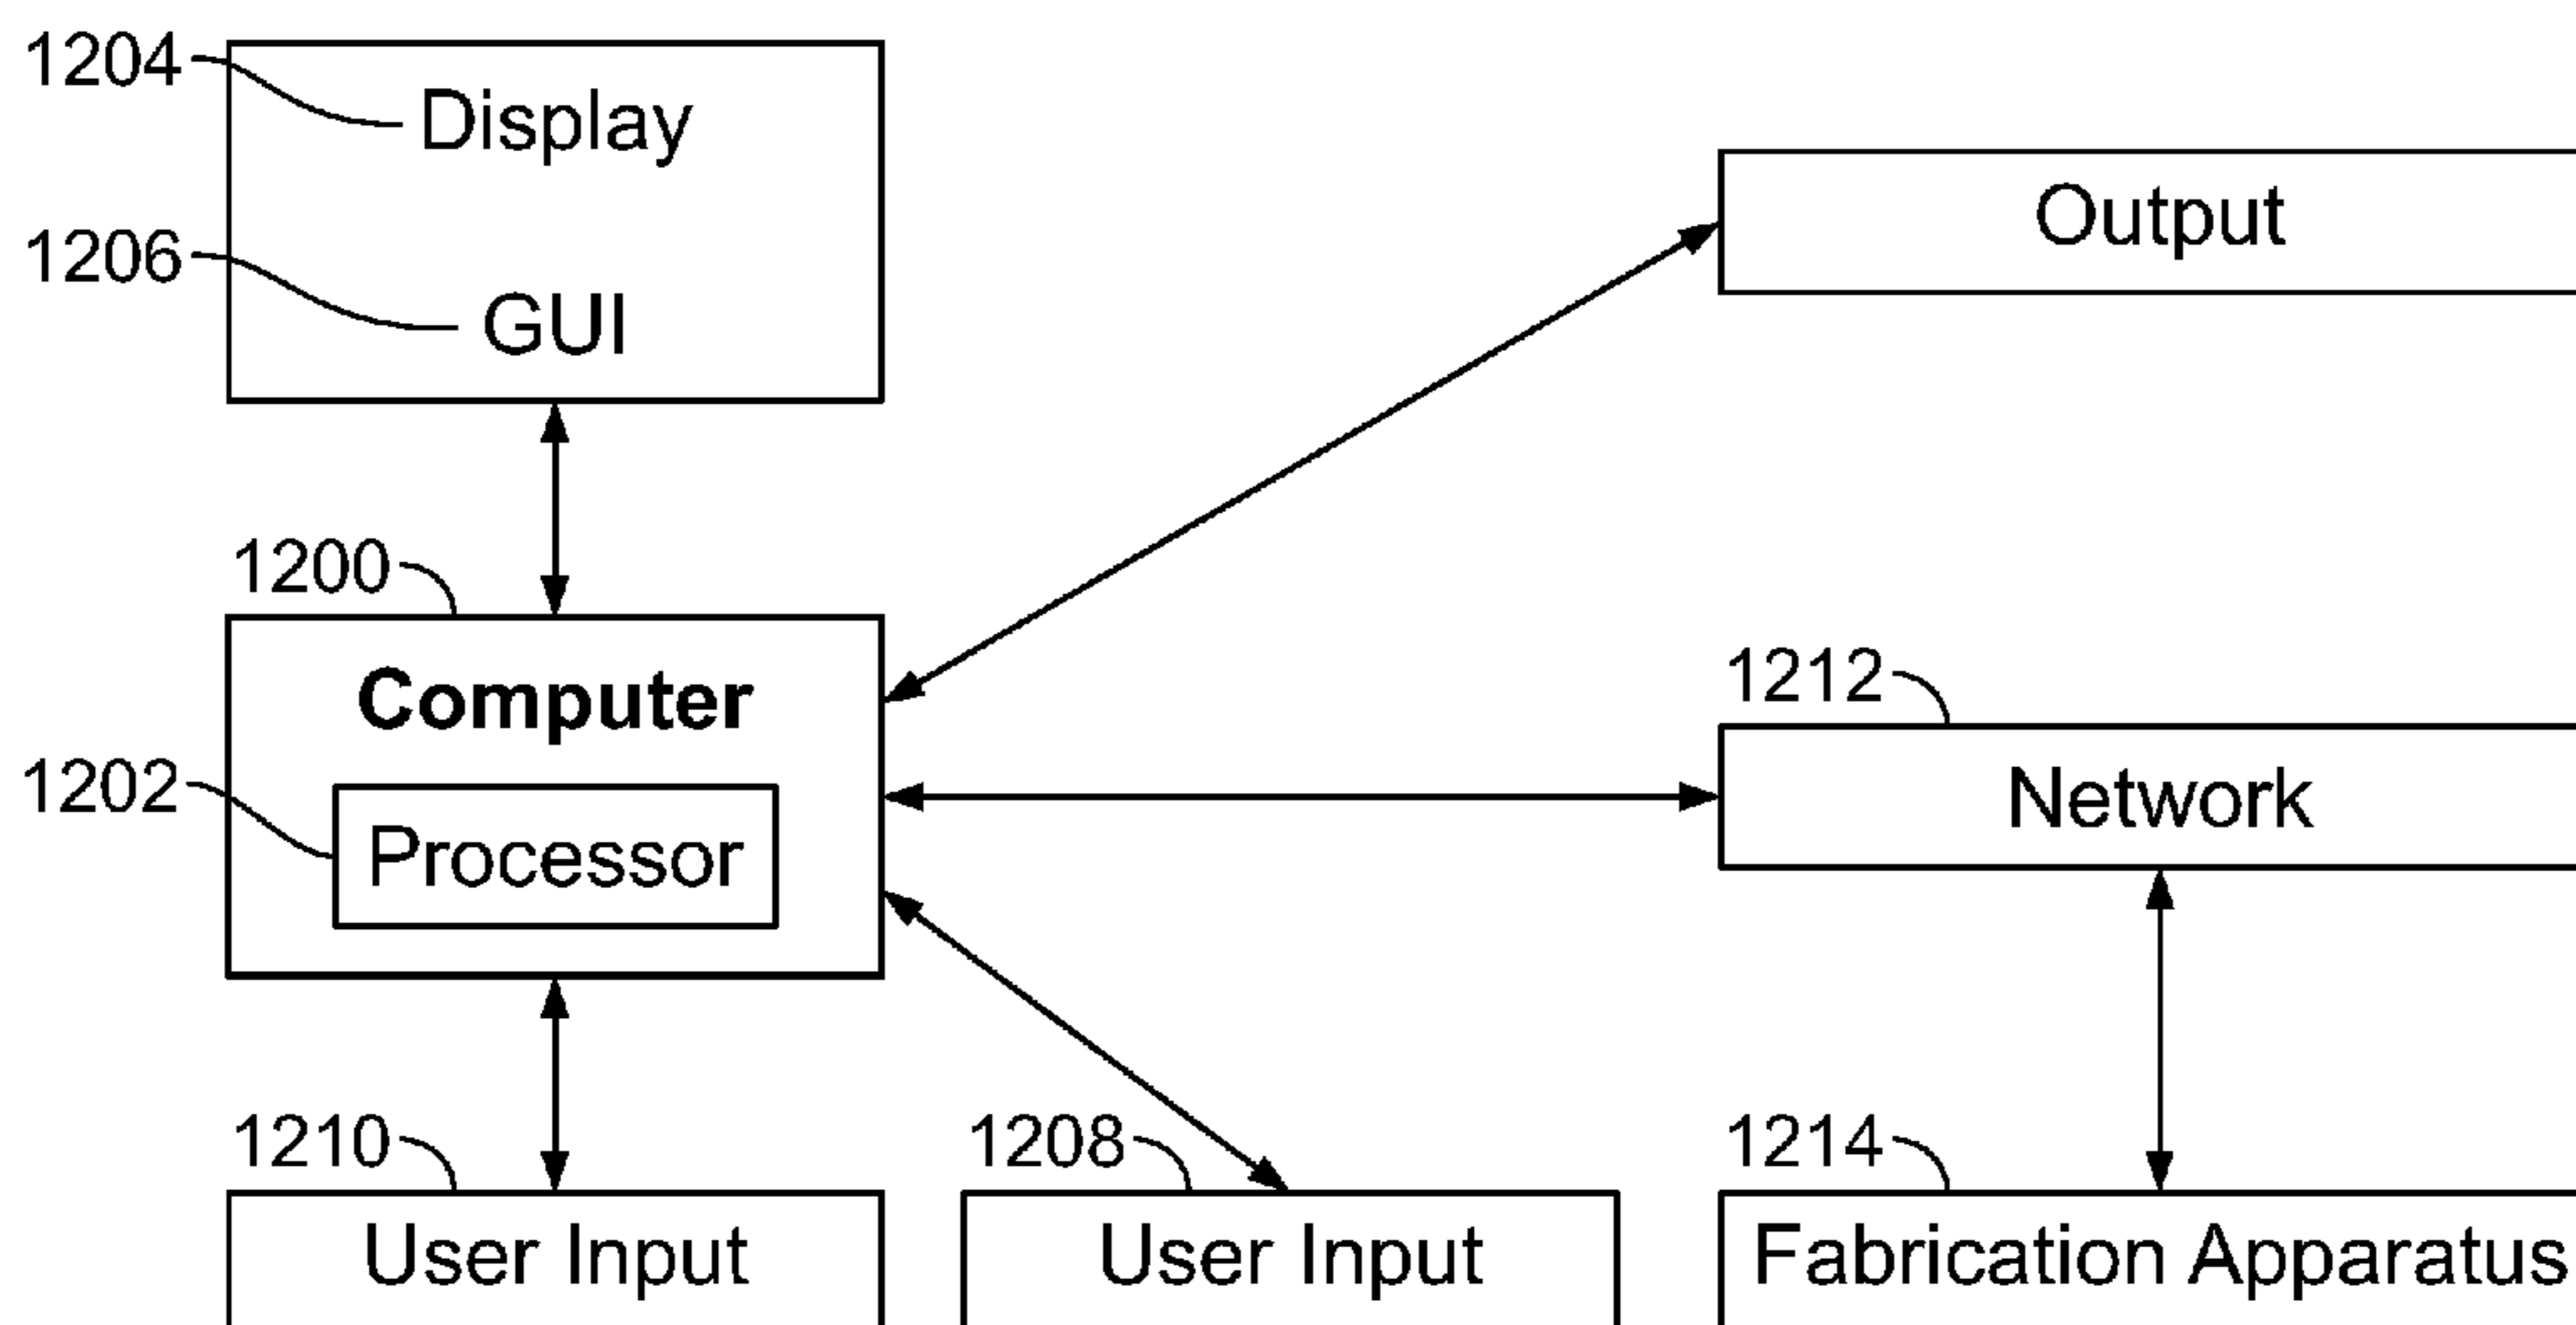 1204
Display
1206
GUI
Output
1200
Computer
1202
Processor
1212
Network
1210
User Input
1208
User Input
1214
Fabrication Apparatus